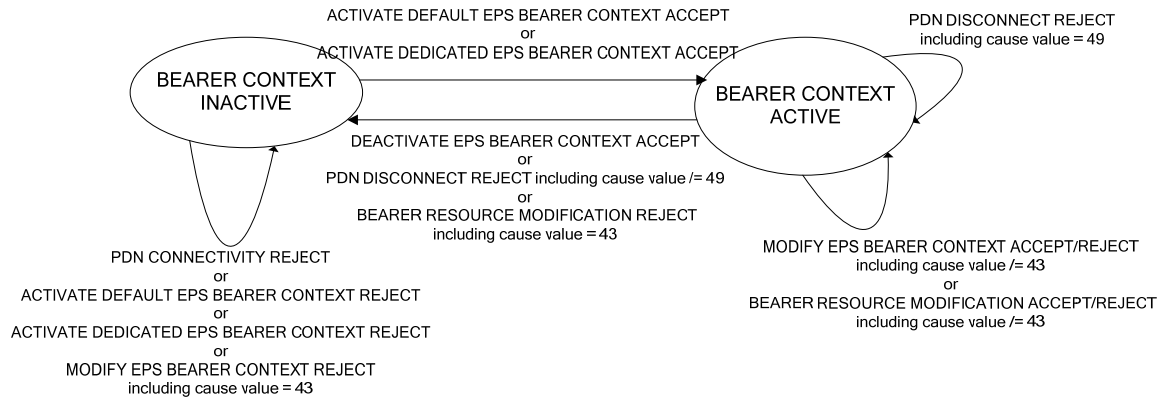 ACTIVATE DEFAULT EPS BEARER CONTEXT ACCEPT
or
ACTIVATE DEDICATED EPS BEARER CONTEXT ACCEPT
PDN DISCONNECT REJECT
including cause value = 49
BEARER CONTEXT
INACTIVE
BEARER CONTEXT
ACTIVE
DEACTIVATE EPS BEARER CONTEXT ACCEPT
or
PDN DISCONNECT REJECT including cause value /= 49
or
BEARER RESOURCE MODIFICATION REJECT
including cause value = 43
PDN CONNECTIVITY REJECT
or
ACTIVATE DEFAULT EPS BEARER CONTEXT REJECT
or
ACTIVATE DEDICATED EPS BEARER CONTEXT REJECT
or
MODIFY EPS BEARER CONTEXT REJECT
including cause value = 43
MODIFY EPS BEARER CONTEXT ACCEPT/REJECT
including cause value /= 43
or
BEARER RESOURCE MODIFICATION ACCEPT/REJECT
including cause value /= 43